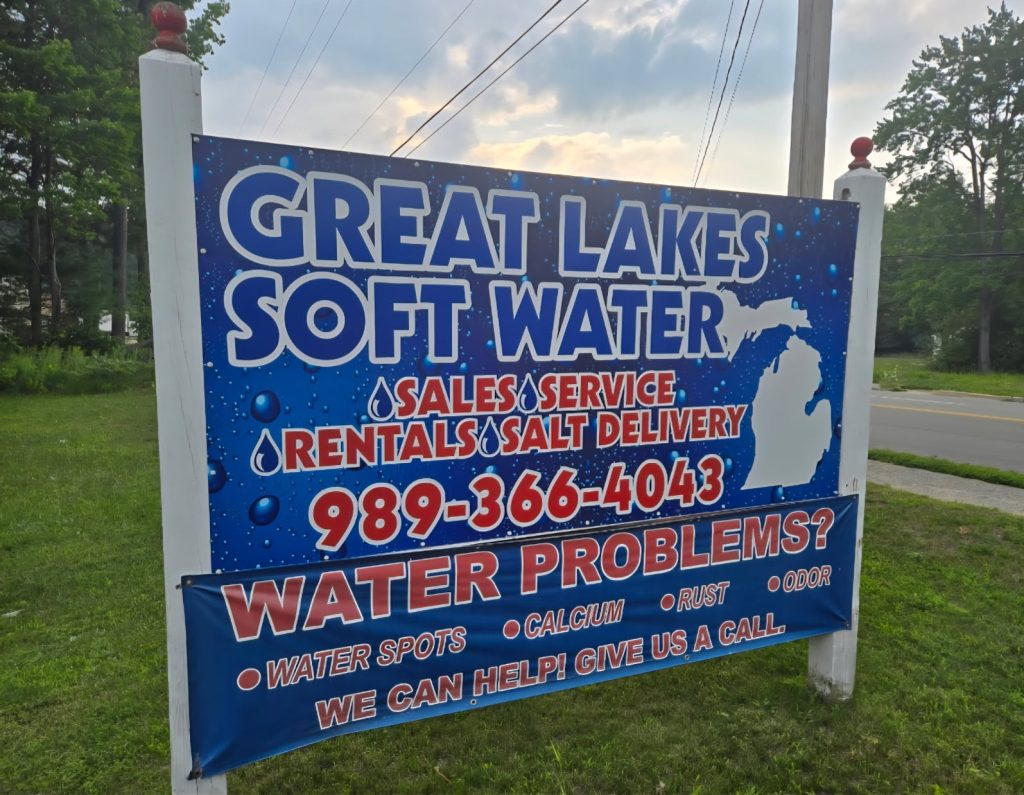 GREAT LAKES
SOFT WATER
SALES SERVICE
RENTALS SALT DELIVERY
989-366-4043
WATER PROBLEMS?
• WATER SPOTS • CALCIUM • RUST • ODOR
WE CAN HELP! GIVE US A CALL.